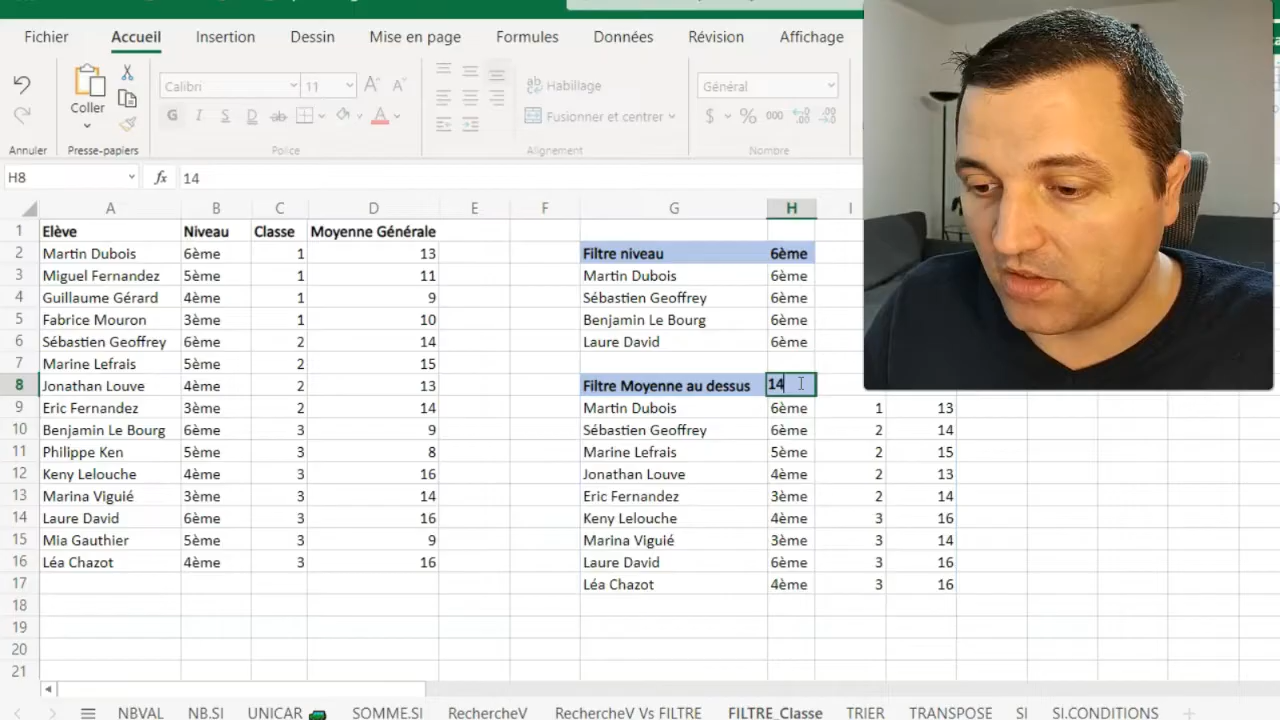 Fichier Accueil Insertion Dessin Mise en page Formules Données Révision Affichage
Calibri 11 A A Habillage Général
Coller G I S D ab A Fusionner et centrer $ % 000
Annuler Presse-papiers Police Alignement Nombre
H8 fx 14
A B C D E F G H I
1 Elève Niveau Classe Moyenne Générale
2 Martin Dubois 6ème 1 13 Filtre niveau 6ème
3 Miguel Fernandez 5ème 1 11 Martin Dubois 6ème
4 Guillaume Gérard 4ème 1 9 Sébastien Geoffrey 6ème
5 Fabrice Mouron 3ème 1 10 Benjamin Le Bourg 6ème
6 Sébastien Geoffrey 6ème 2 14 Laure David 6ème
7 Marine Lefrais 5ème 2 15
8 Jonathan Louve 4ème 2 13 Filtre Moyenne au dessus 14
9 Eric Fernandez 3ème 2 14 Martin Dubois 6ème 1 13
10 Benjamin Le Bourg 6ème 3 9 Sébastien Geoffrey 6ème 2 14
11 Philippe Ken 5ème 3 8 Marine Lefrais 5ème 2 15
12 Keny Lelouche 4ème 3 16 Jonathan Louve 4ème 2 13
13 Marina Viguié 3ème 3 14 Eric Fernandez 3ème 2 14
14 Laure David 6ème 3 16 Keny Lelouche 4ème 3 16
15 Mia Gauthier 5ème 3 9 Marina Viguié 3ème 3 14
16 Léa Chazot 4ème 3 16 Laure David 6ème 3 16
17 Léa Chazot 4ème 3 16
18
19
20
21
NBVAL NB.SI UNICAR SOMME.SI RechercheV RechercheV Vs FILTRE FILTRE_Classe TRIER TRANSPOSE SI SI.CONDITIONS